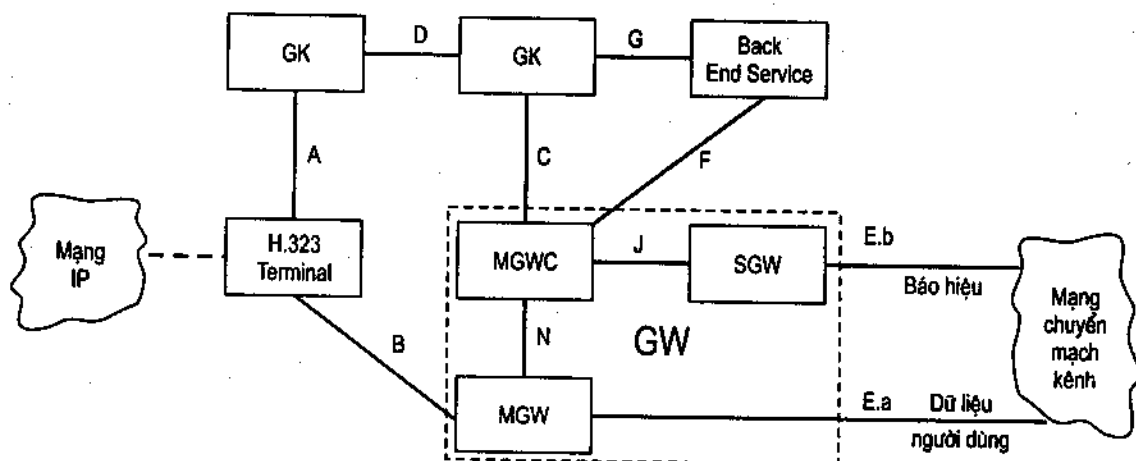 GK
D
GK
G
Back
End Service
A
C
F
Mạng
IP
H.323
Terminal
MGWC
J
SGW
E.b
Báo hiệu
Mạng
chuyển
mạch
kênh
B
N
GW
MGW
E.a
Dữ liệu
người dùng